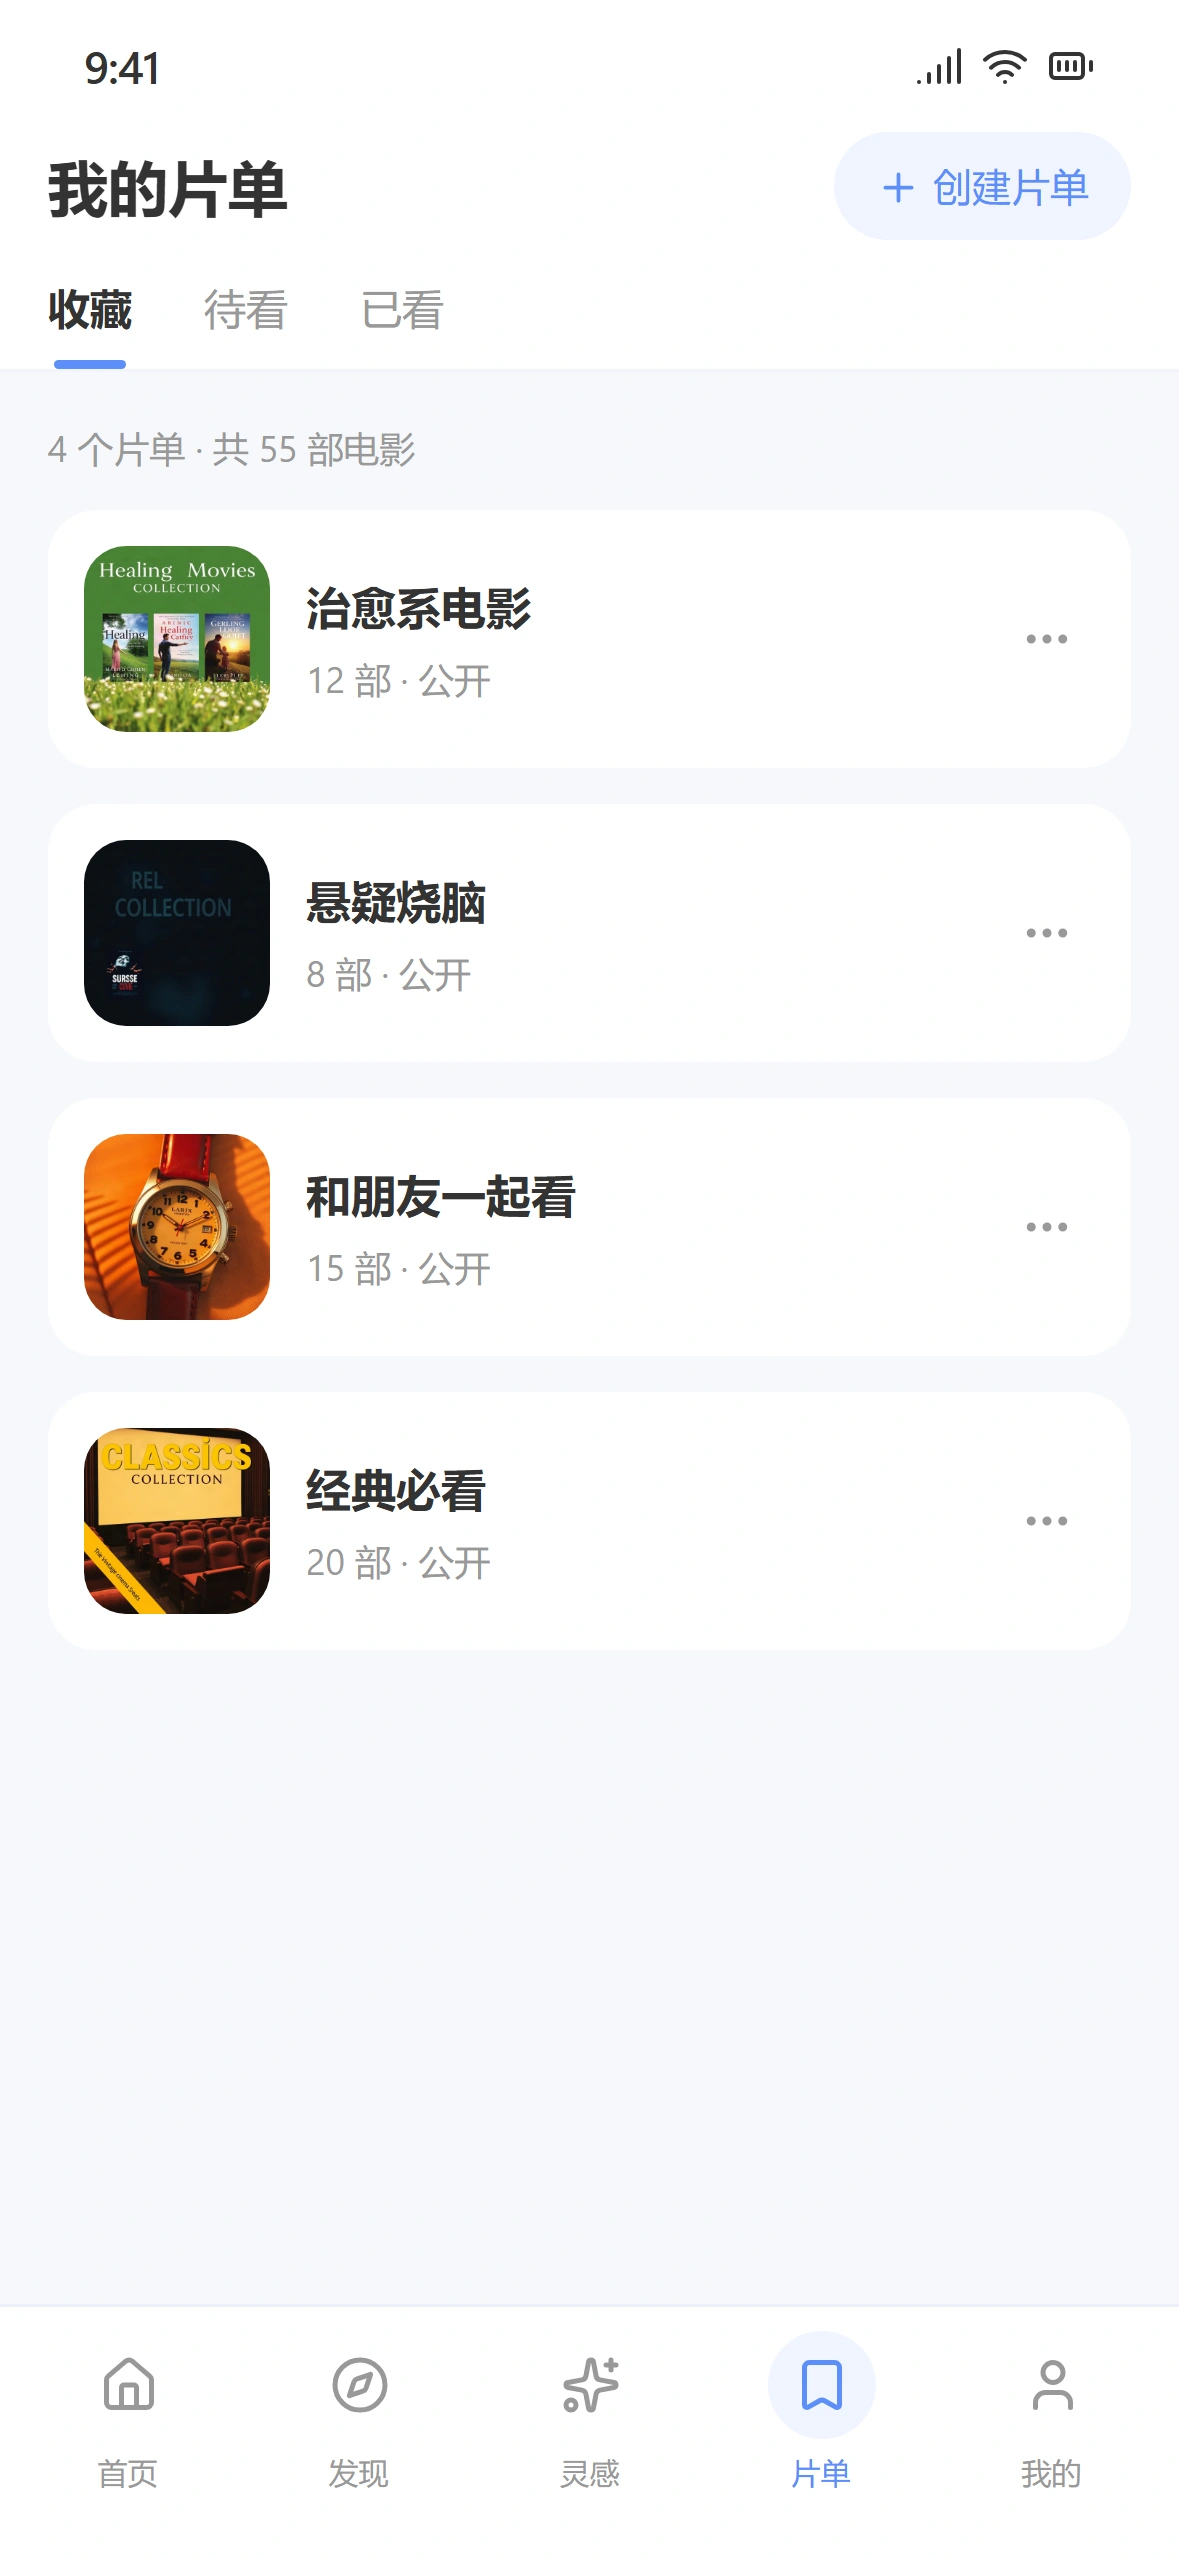 9:41
我的片单
+ 创建片单
收藏 待看 已看
4 个片单 · 共 55 部电影
Healing Movies
COLLECTION
Healing
Healing
治愈系电影
12 部 · 公开
REL
COLLECTION
SURSSE
悬疑烧脑
8 部 · 公开
和朋友一起看
15 部 · 公开
CLASSiCS
COLLECTION
经典必看
20 部 · 公开
首页 发现 灵感 片单 我的